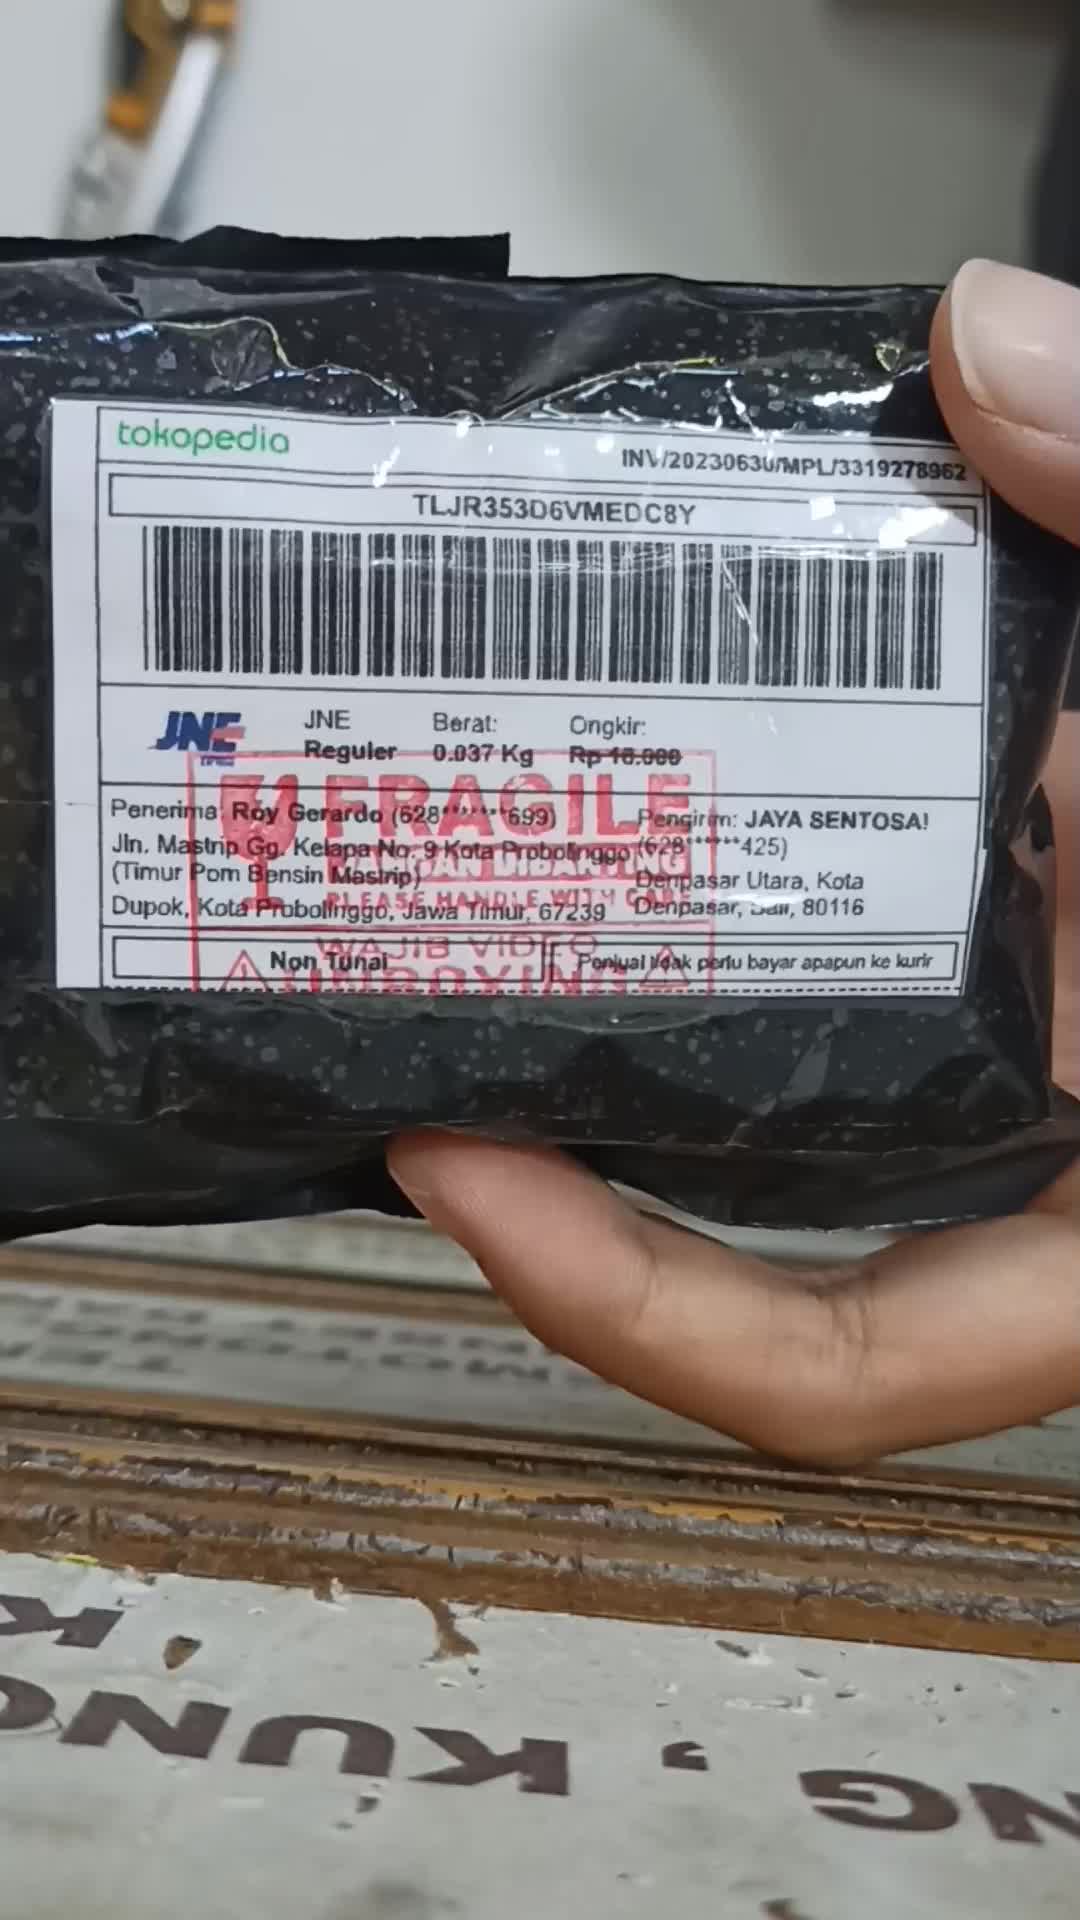 tokopedia
INV/20230630/MPL/3319278962
TLJR353D6VMEDC8Y
JNE
JNE Berat: Ongkir:
Reguler 0.037 Kg Rp
FRAGILE
JANGAN DIBANTING
PLEASE HANDLE WITH CARE
WAJIB VIDEO
UNBOXING
Penerima: Roy Gerardo (628*******699)
Jln. Mastrip Gg. Kelapa No. 9 Kota Probolinggo
(Timur Pom Bensin Mastrip)
Dupok, Kota Probolinggo, Jawa Timur, 67239
Pengirim: JAYA SENTOSA!
(628******425)
Denpasar Utara, Kota
Denpasar, Bali, 80116
Non Tunai
Penjual tidak perlu bayar apapun ke kurir
, KUNG